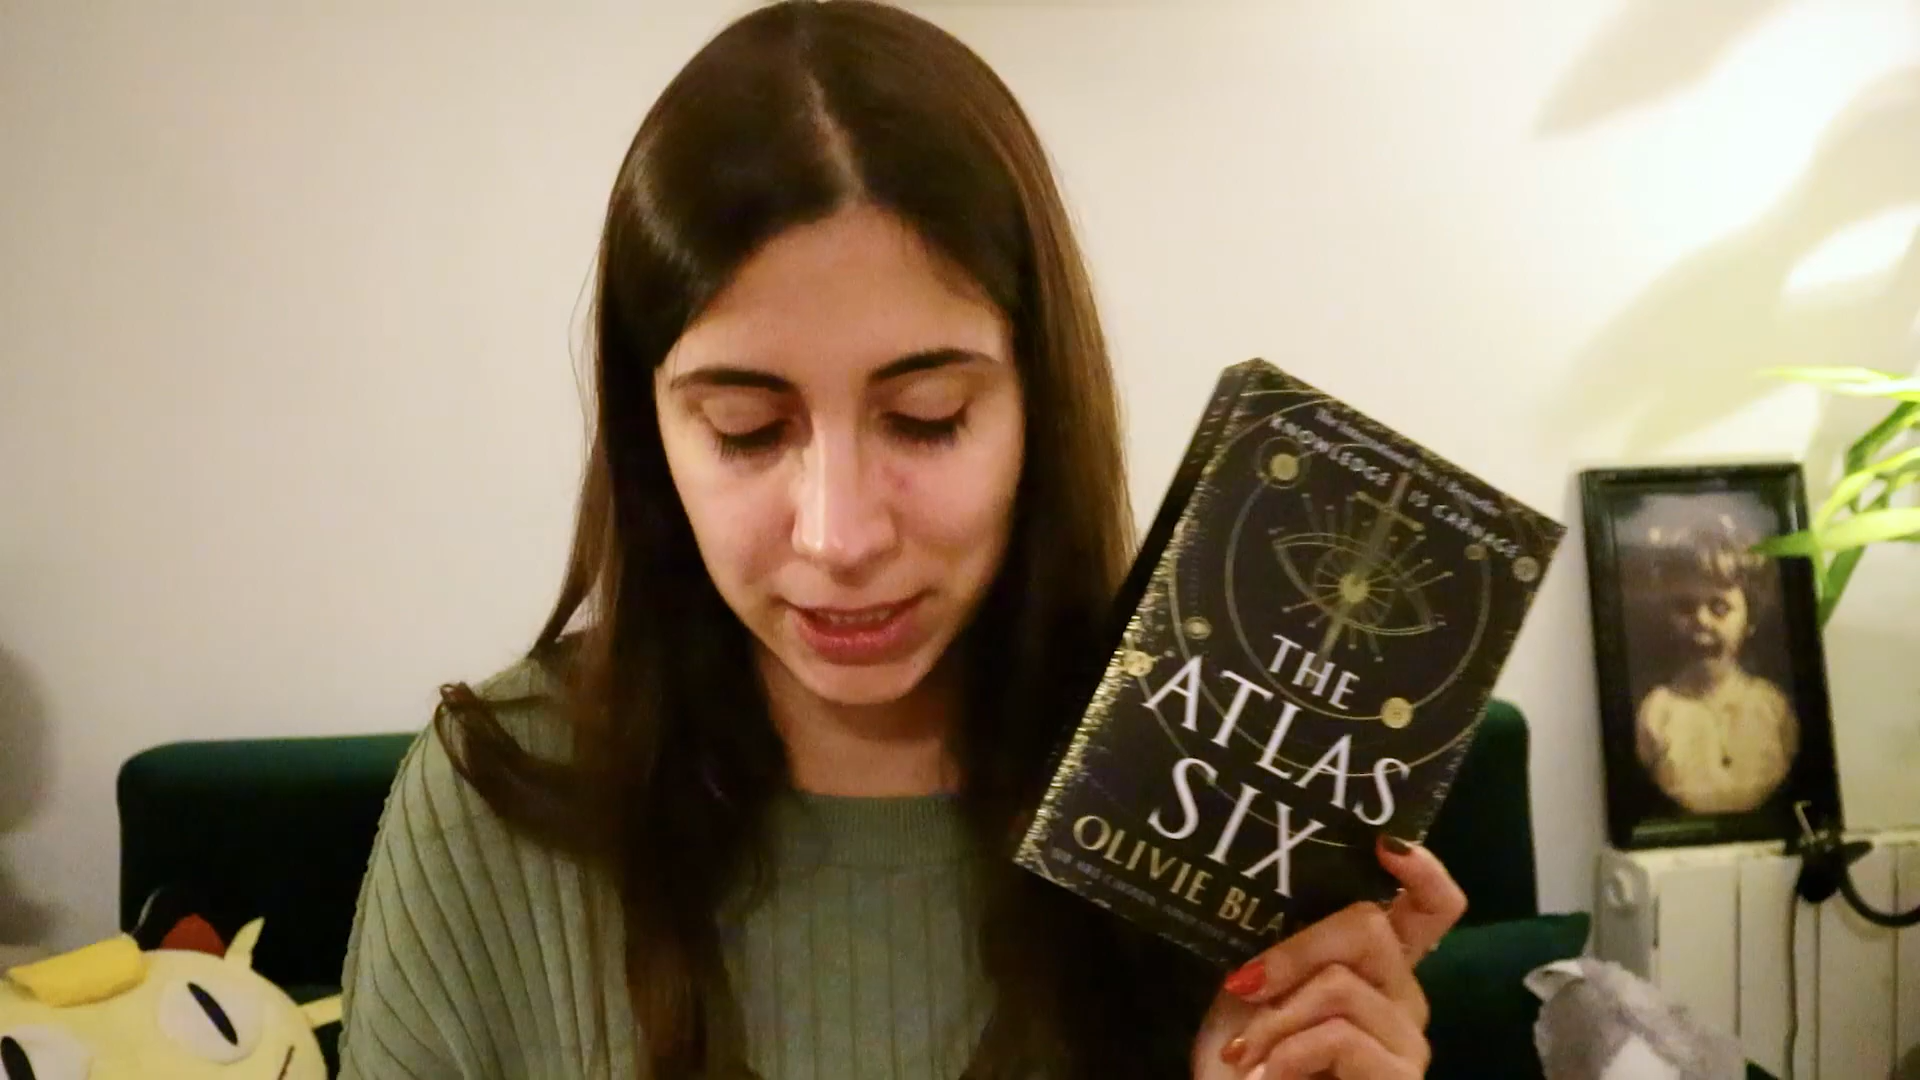 The International No. 1 Bestseller
KNOWLEDGE IS CARNAGE
THE
ATLAS
SIX
OLIVIE BLA